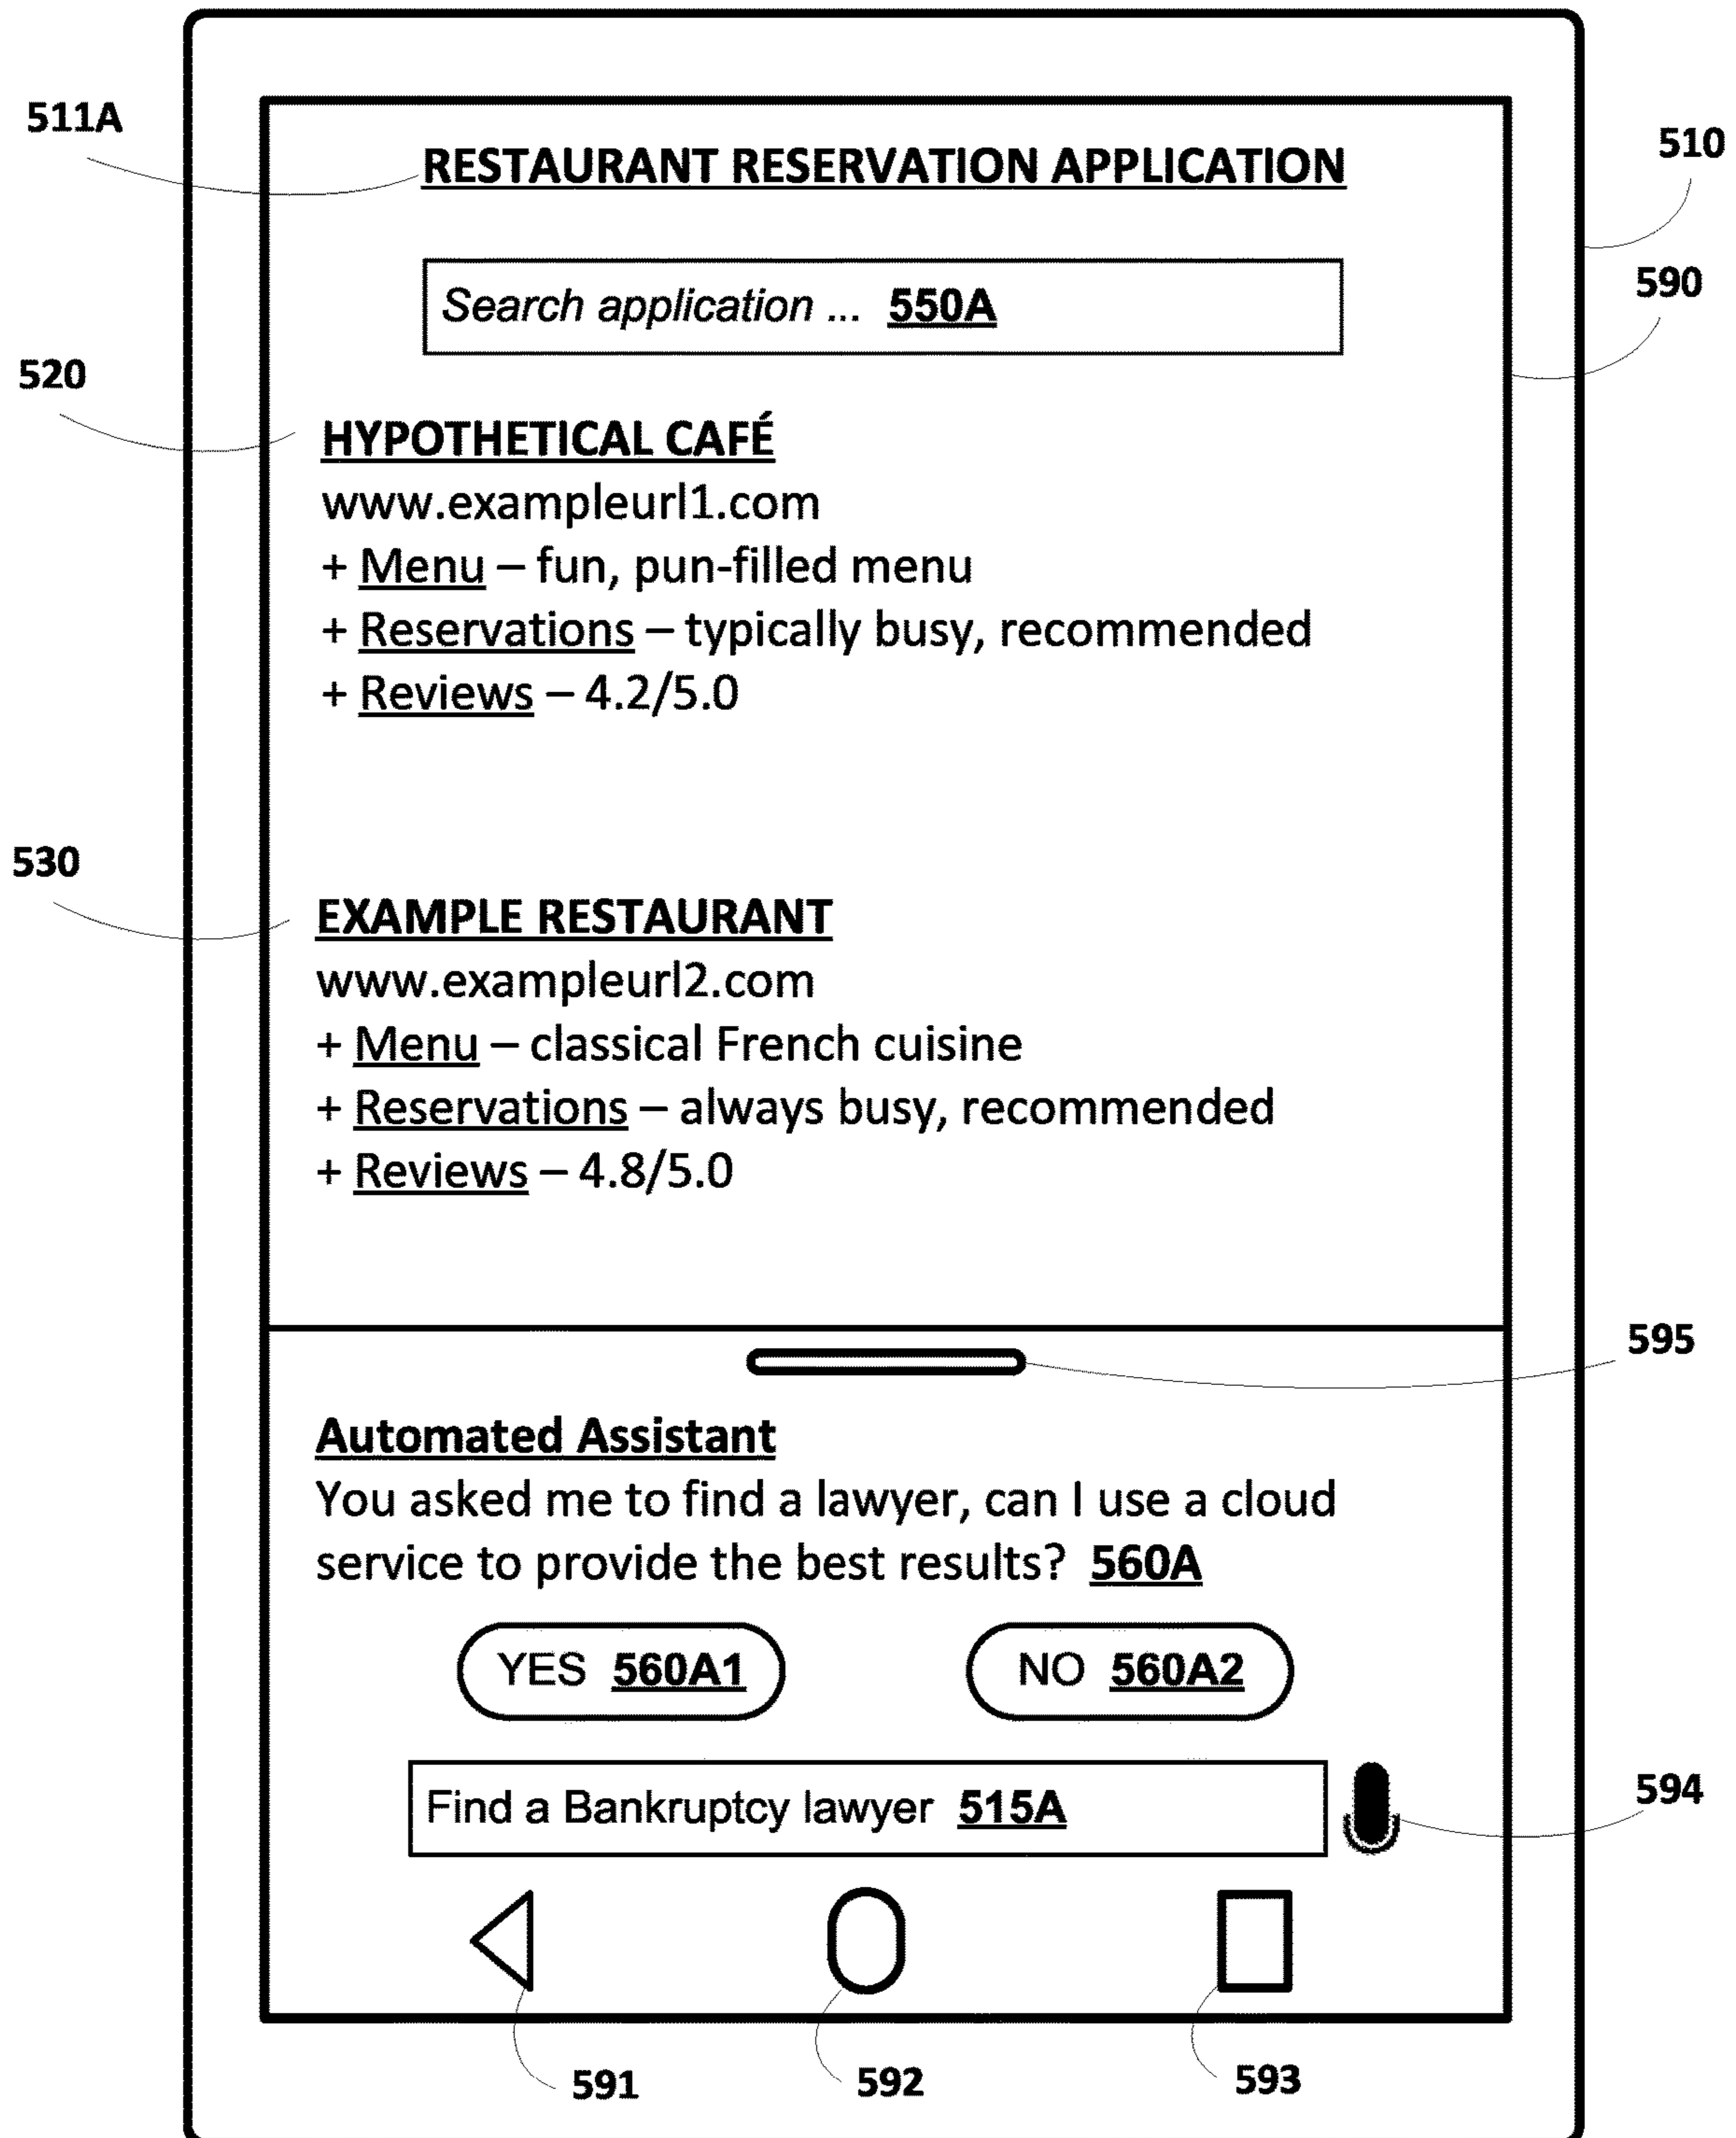 511A
RESTAURANT RESERVATION APPLICATION
510
Search application ... 550A
590
520
HYPOTHETICAL CAFÉ
www.exampleurl1.com
+ Menu – fun, pun-filled menu
+ Reservations – typically busy, recommended
+ Reviews – 4.2/5.0
530
EXAMPLE RESTAURANT
www.exampleurl2.com
+ Menu – classical French cuisine
+ Reservations – always busy, recommended
+ Reviews – 4.8/5.0
595
Automated Assistant
You asked me to find a lawyer, can I use a cloud
service to provide the best results? 560A
YES 560A1 NO 560A2
Find a Bankruptcy lawyer 515A
594
591 592 593